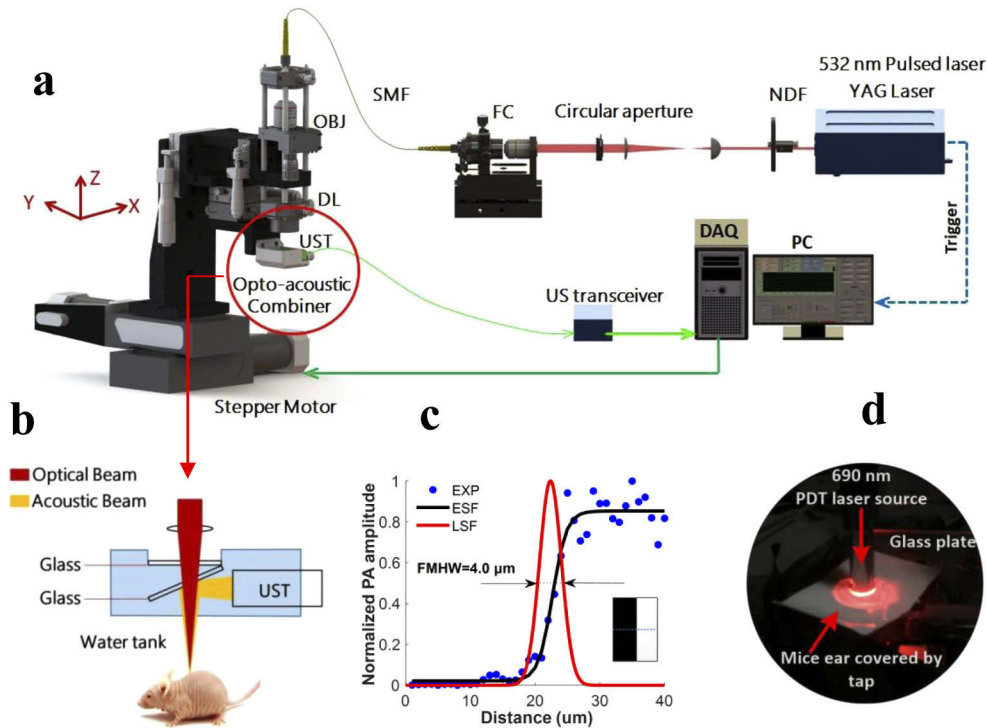 a
532 nm Pulsed laser
YAG Laser
SMF
FC
Circular aperture
NDF
OBJ
Z
Y
X
DL
UST
Opto-acoustic
Combiner
DAQ
PC
Trigger
US transceiver
Stepper Motor
b
Optical Beam
Acoustic Beam
Glass
Glass
UST
Water tank
c
Normalized PA amplitude
1
0.8
0.6
0.4
0.2
0
EXP
ESF
LSF
FMHW=4.0 μm
0 10 20 30 40
Distance (um)
d
690 nm
PDT laser source
Glass plate
Mice ear covered by
tap